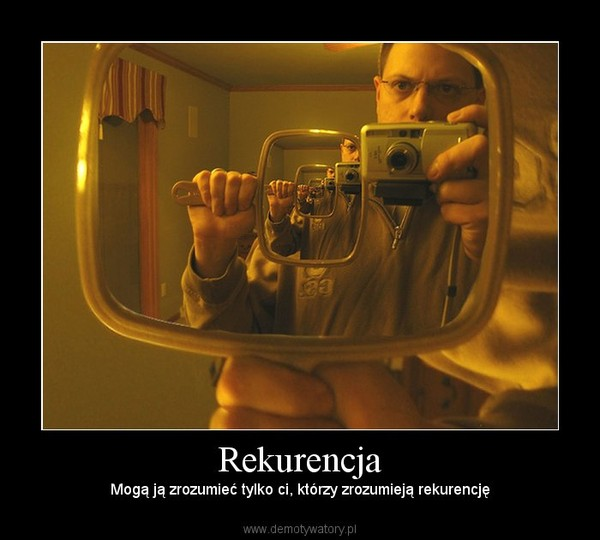 Rekurencja
Mogą ją zrozumieć tylko ci, którzy zrozumieją rekurencję
www.demotywatory.pl